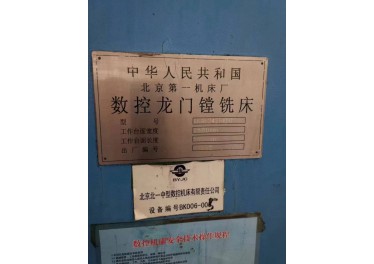 中华人民共和国
北京第一机床厂
数控龙门镗铣床
型 号
工作台面宽度
工作台面长度
出厂编号
BYJC
北京北一中型数控机床有限责任公司
设备编号BK006-005